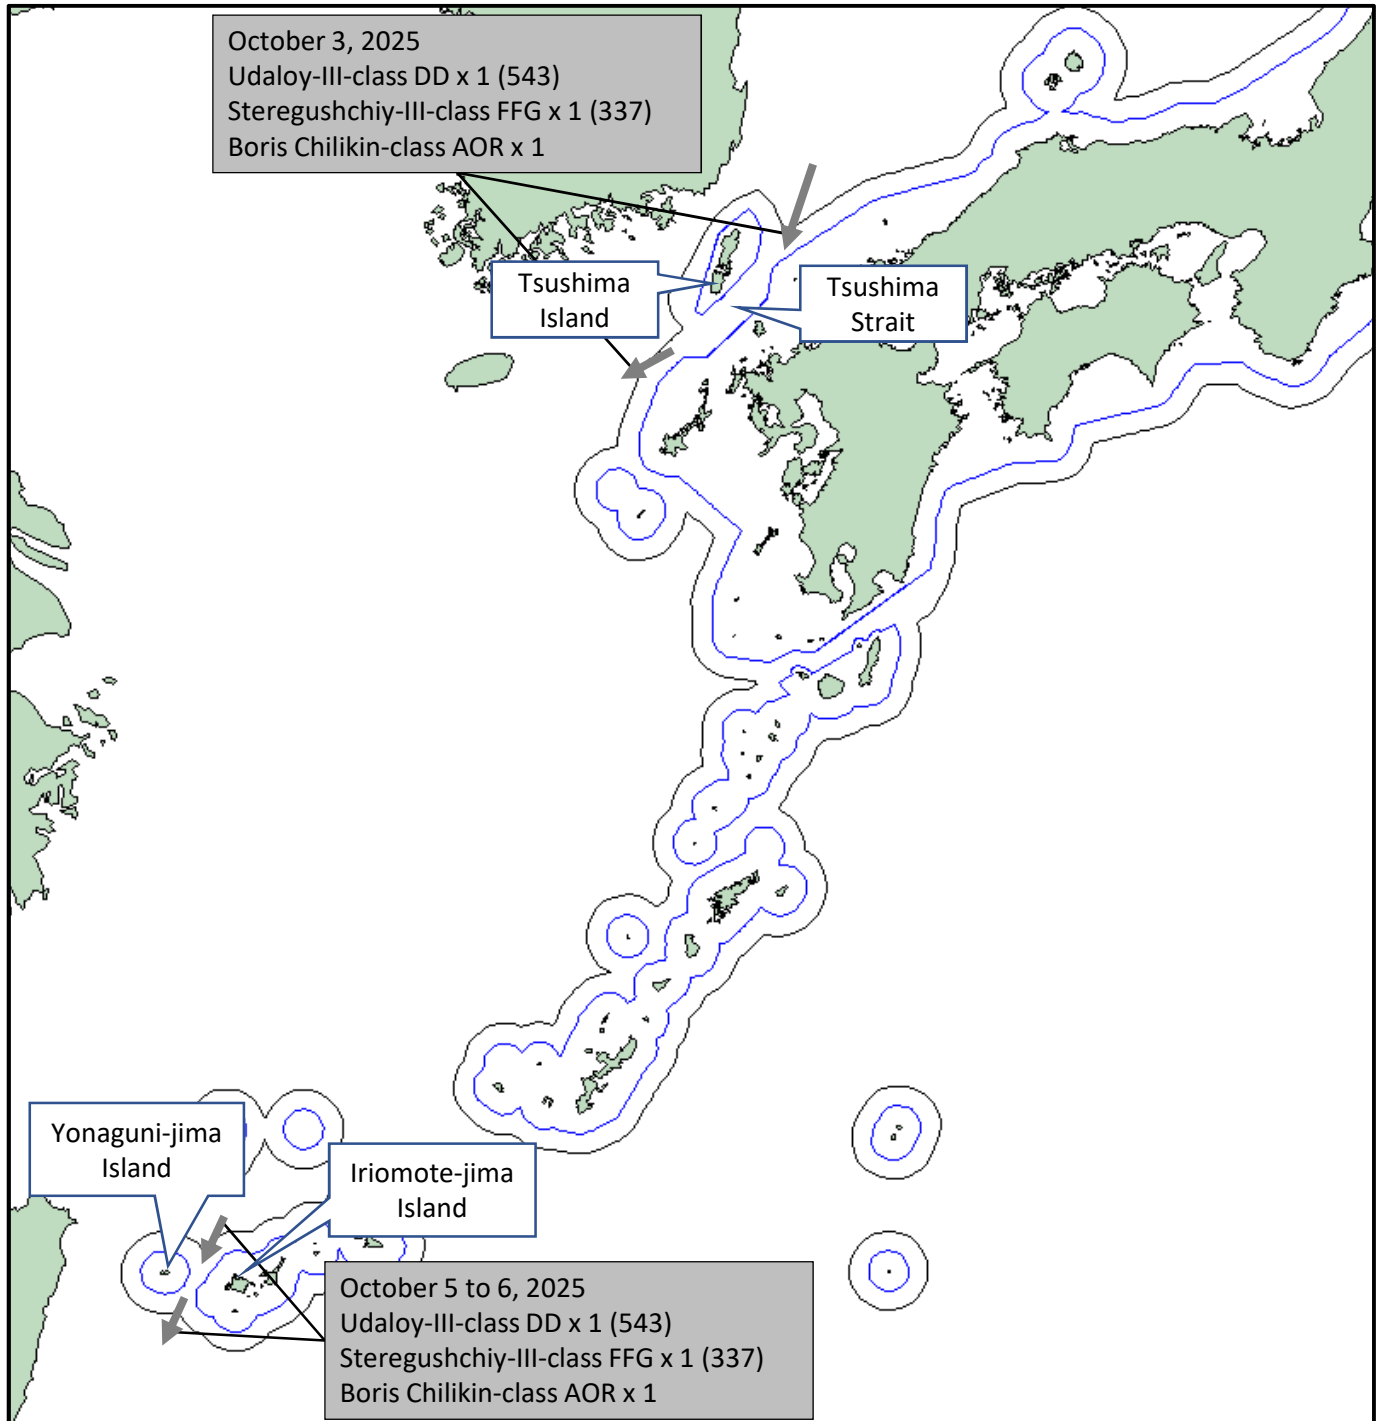 October 3, 2025
Udaloy-III-class DD x 1 (543)
Steregushchiy-III-class FFG x 1 (337)
Boris Chilikin-class AOR x 1
Tsushima
Island
Tsushima
Strait
Yonaguni-jima
Island
Iriomote-jima
Island
October 5 to 6, 2025
Udaloy-III-class DD x 1 (543)
Steregushchiy-III-class FFG x 1 (337)
Boris Chilikin-class AOR x 1